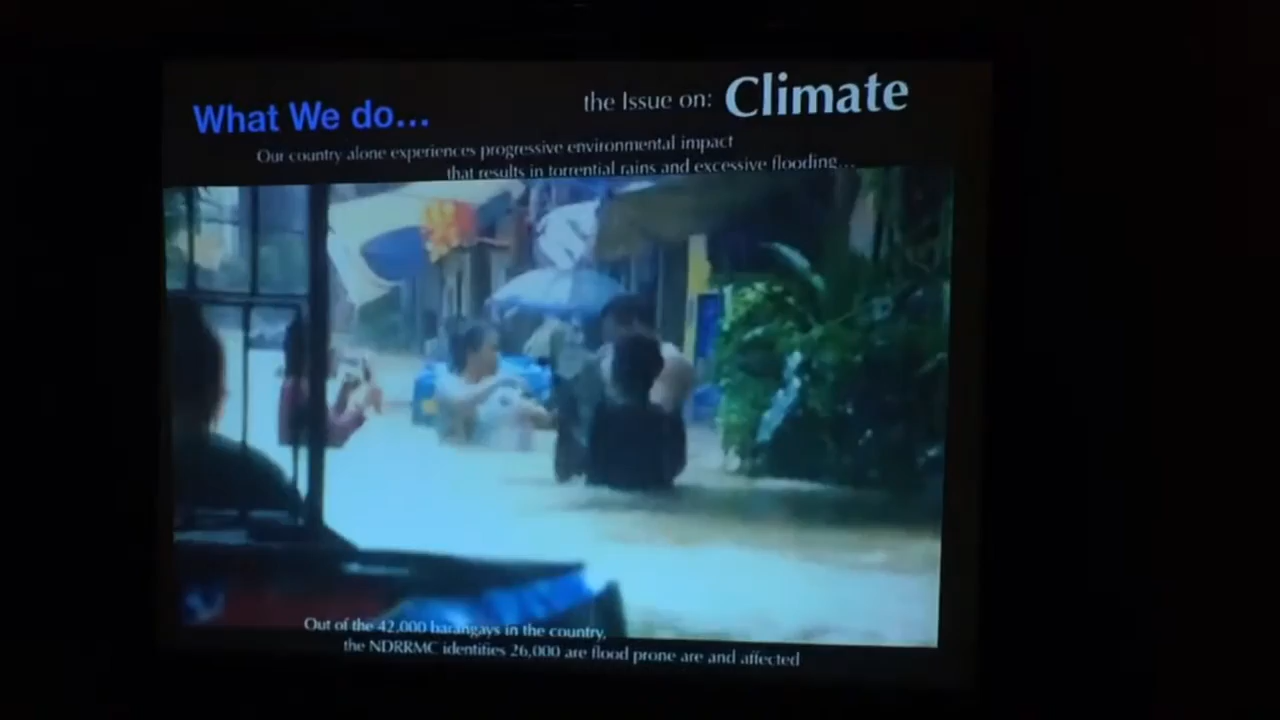 What We do...
the Issue on: Climate
Our country alone experiences progressive environmental impact
that results in torrential rains and excessive flooding...
Out of the 42,000 barangays in the country,
the NDRRMC identifies 26,000 are flood prone are and affected